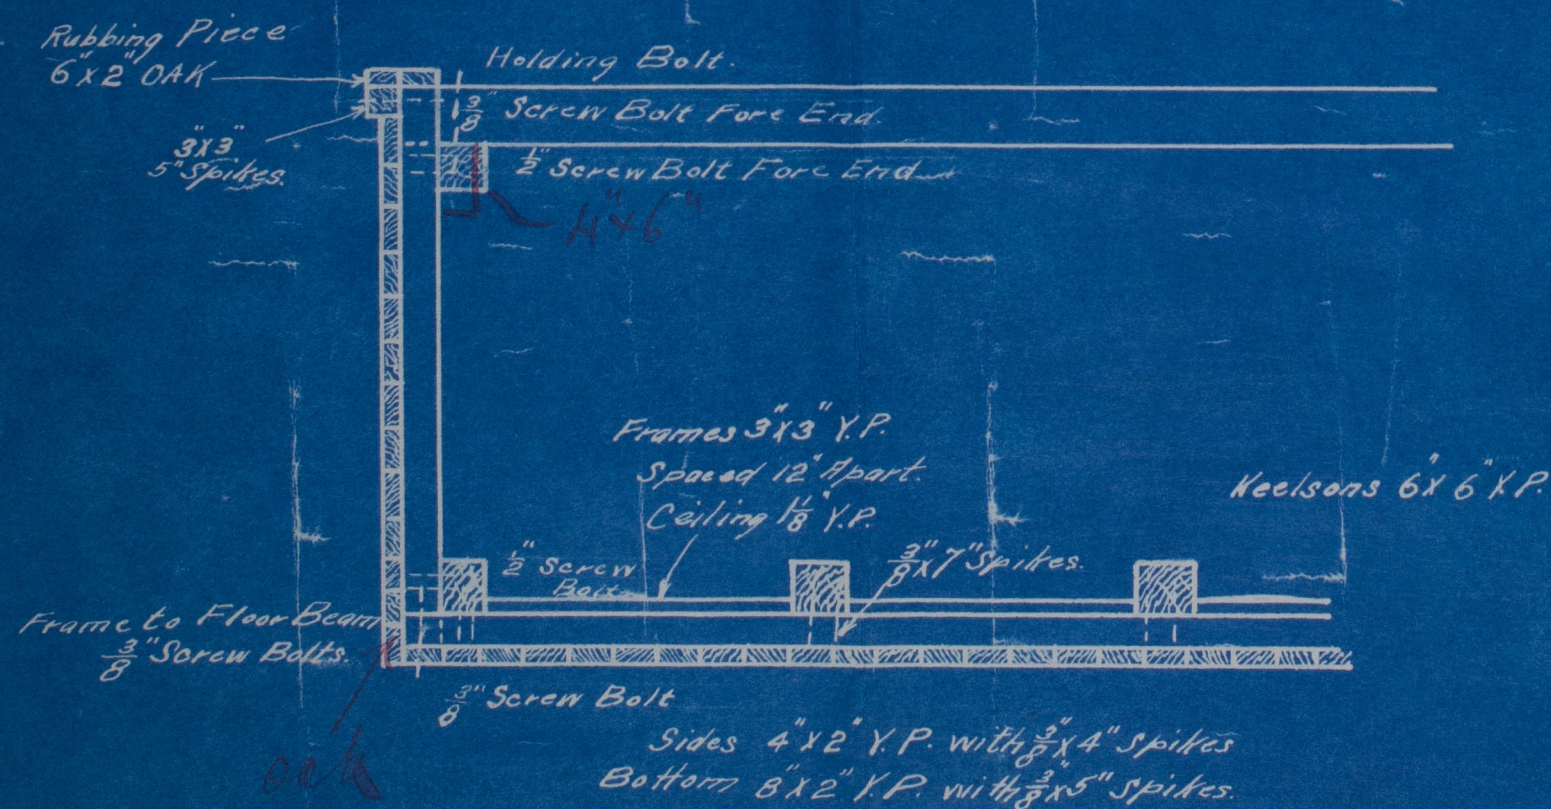 Rubbing Piece
6"x2" OAK
Holding Bolt.
3/8" Screw Bolt Fore End.
3"x3"
5" Spikes.
1/2" Screw Bolt Fore End
4"x6"
Frames 3"x3" Y.P.
Spaced 12" Apart.
Ceiling 1 1/8" Y.P.
Keelsons 6"x6" Y.P.
1/2" Screw
Bolt
3/8"x7" Spikes.
Frame to Floor Beam
3/8" Screw Bolts.
3/8" Screw Bolt
oak
Sides 4"x2" Y.P. with 3/8"x4" Spikes
Bottom 8"x2" Y.P. with 3/8"x5" Spikes.